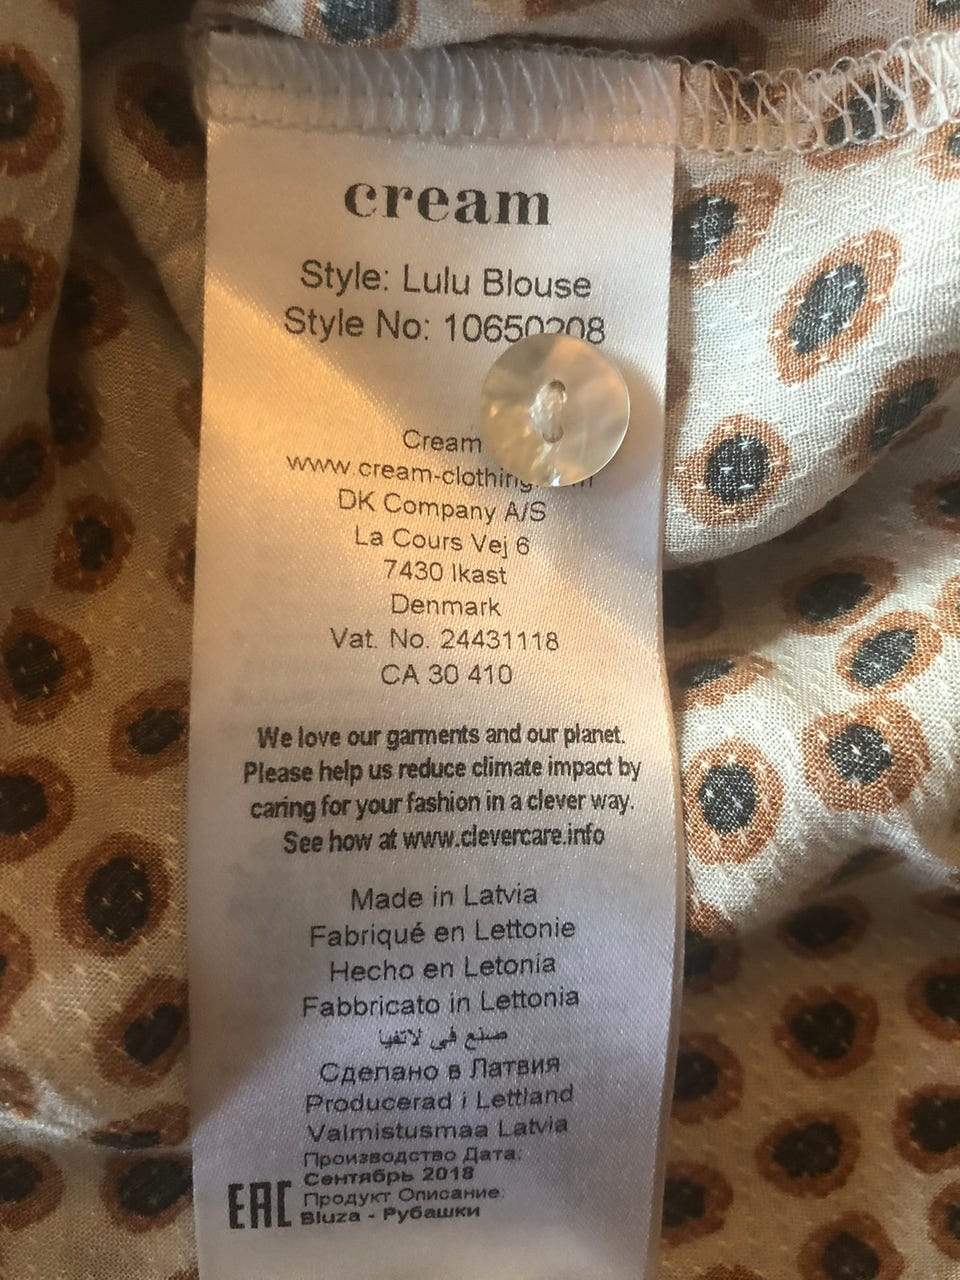 cream
Style: Lulu Blouse
Style No: 10650208
Cream
www cream-clothing.
DK Company A/S
La Cours Vej 6
7430 Ikast
Denmark
Vat. No. 24431118
CA 30 410
We love our garments and our planet.
Please help us reduce climate impact by
caring for your fashion in a clever way.
See how at www.clevercare.info
Made in Latvia
Fabriqué en Lettonie
Hecho en Letonia
Fabbricato in Lettonia
صنع في لاتفيا
Сделано в Латвия
Producerad i Lettland
Valmistusmaa Latvia
Производство Дата:
Сентябрь 2018
EAC Продукт Описание:
Bluza - Рубашки